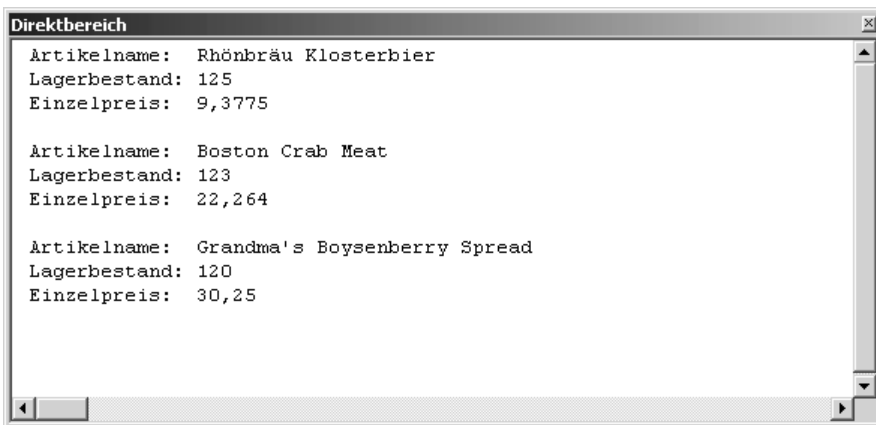 Direktbereich
Artikelname: Rhönbräu Klosterbier
Lagerbestand: 125
Einzelpreis: 9,3775
Artikelname: Boston Crab Meat
Lagerbestand: 123
Einzelpreis: 22,264
Artikelname: Grandma's Boysenberry Spread
Lagerbestand: 120
Einzelpreis: 30,25